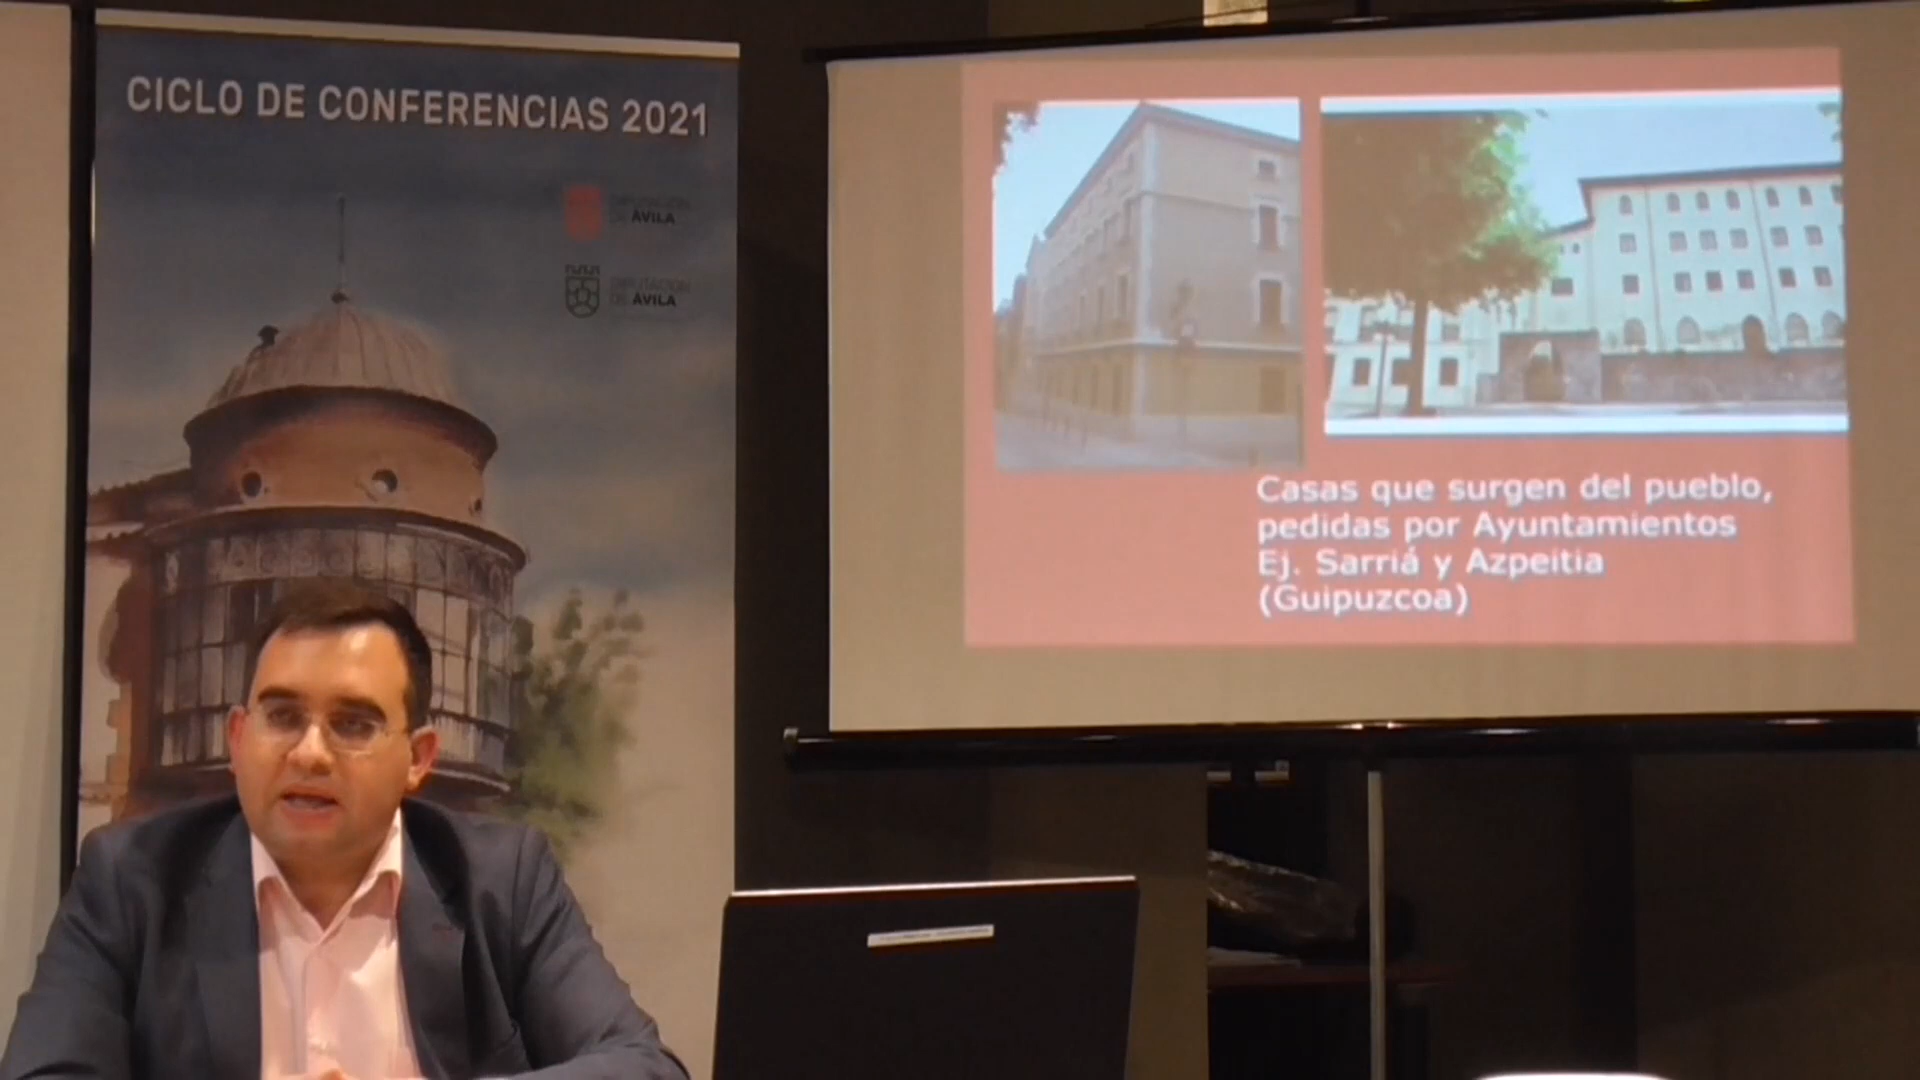 CICLO DE CONFERENCIAS 2021
DIPUTACIÓN
DE ÁVILA
DIPUTACIÓN
DE ÁVILA
Casas que surgen del pueblo,
pedidas por Ayuntamientos
Ej. Sarriá y Azpeitia
(Guipuzcoa)